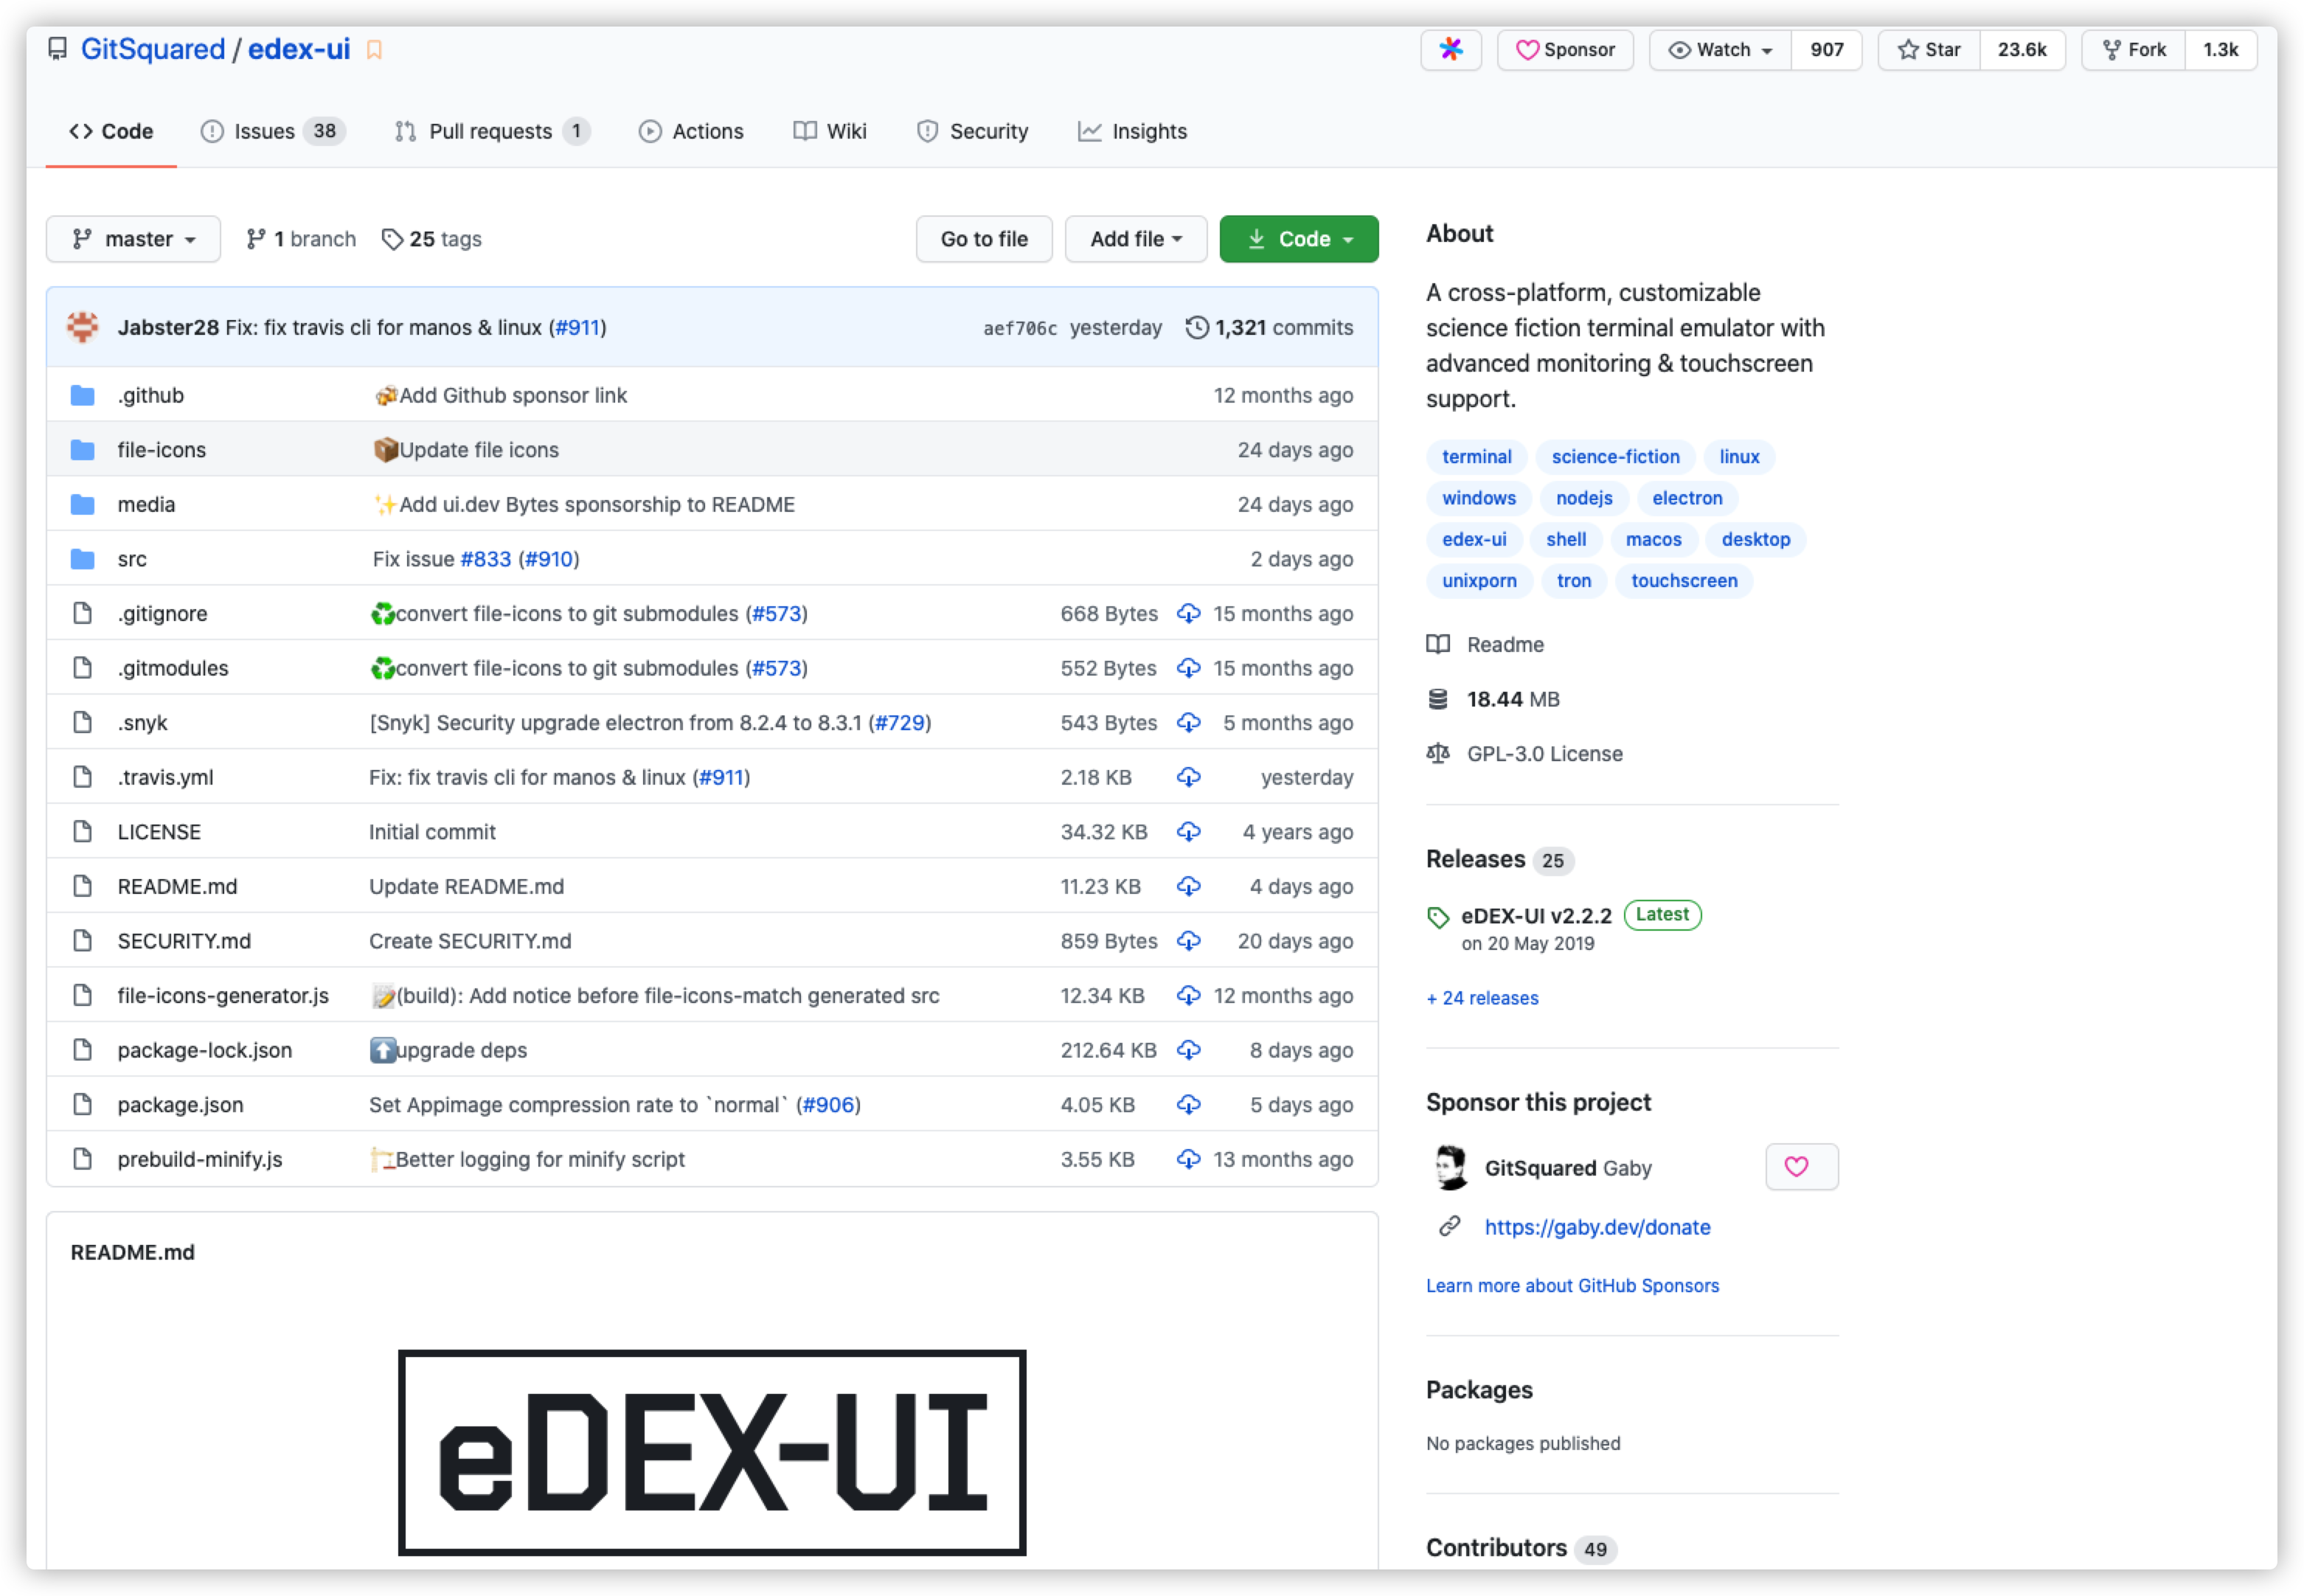 GitSquared / edex-ui
Sponsor
Watch 907
Star 23.6k
Fork 1.3k
Code
Issues 38
Pull requests 1
Actions
Wiki
Security
Insights
master
1 branch
25 tags
Go to file
Add file
Code
Jabster28 Fix: fix travis cli for manos & linux (#911) aef706c yesterday 1,321 commits
.github Add Github sponsor link 12 months ago
file-icons Update file icons 24 days ago
media Add ui.dev Bytes sponsorship to README 24 days ago
src Fix issue #833 (#910) 2 days ago
.gitignore convert file-icons to git submodules (#573) 668 Bytes 15 months ago
.gitmodules convert file-icons to git submodules (#573) 552 Bytes 15 months ago
.snyk [Snyk] Security upgrade electron from 8.2.4 to 8.3.1 (#729) 543 Bytes 5 months ago
.travis.yml Fix: fix travis cli for manos & linux (#911) 2.18 KB yesterday
LICENSE Initial commit 34.32 KB 4 years ago
README.md Update README.md 11.23 KB 4 days ago
SECURITY.md Create SECURITY.md 859 Bytes 20 days ago
file-icons-generator.js (build): Add notice before file-icons-match generated src 12.34 KB 12 months ago
package-lock.json upgrade deps 212.64 KB 8 days ago
package.json Set Appimage compression rate to `normal` (#906) 4.05 KB 5 days ago
prebuild-minify.js Better logging for minify script 3.55 KB 13 months ago
README.md
eDEX-UI
About
A cross-platform, customizable
science fiction terminal emulator with
advanced monitoring & touchscreen
support.
terminal science-fiction linux
windows nodejs electron
edex-ui shell macos desktop
unixporn tron touchscreen
Readme
18.44 MB
GPL-3.0 License
Releases 25
eDEX-UI v2.2.2 Latest
on 20 May 2019
+ 24 releases
Sponsor this project
GitSquared Gaby
https://gaby.dev/donate
Learn more about GitHub Sponsors
Packages
No packages published
Contributors 49